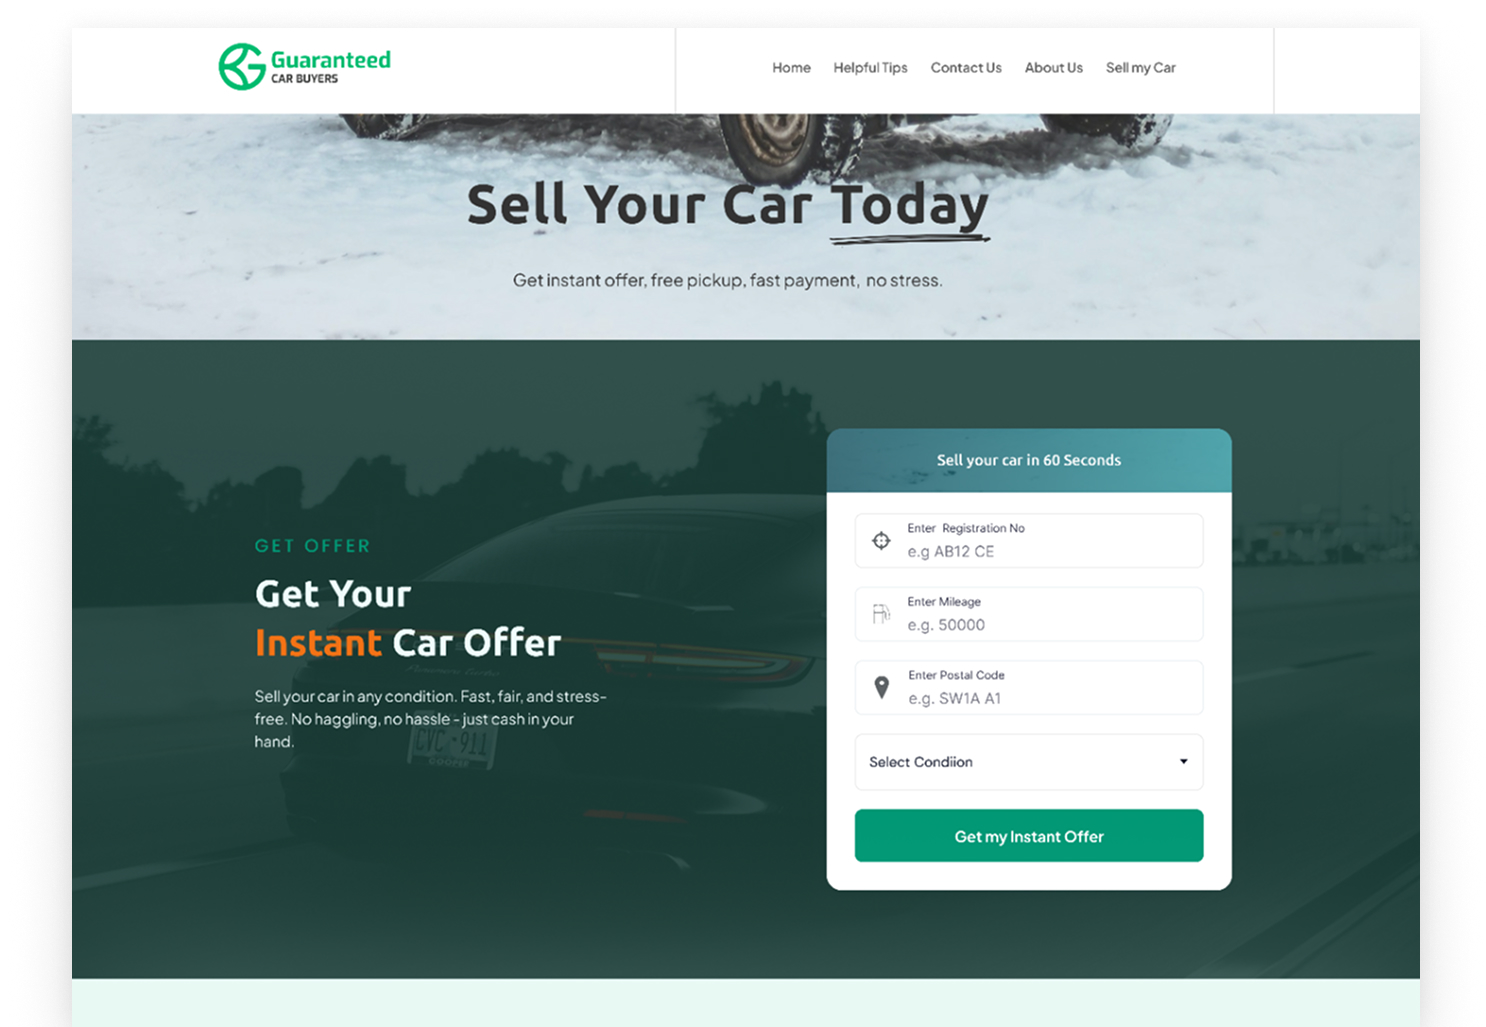 Guaranteed
CAR BUYERS
Home Helpful Tips Contact Us About Us Sell my Car
Sell Your Car Today
Get instant offer, free pickup, fast payment, no stress.
GET OFFER
Get Your
Instant Car Offer
Sell your car in any condition. Fast, fair, and stress-
free. No haggling, no hassle - just cash in your
hand.
CVC·911
Sell your car in 60 Seconds
Enter Registration No
e.g AB12 CE
Enter Mileage
e.g. 50000
Enter Postal Code
e.g. SW1A A1
Select Condiion
Get my Instant Offer